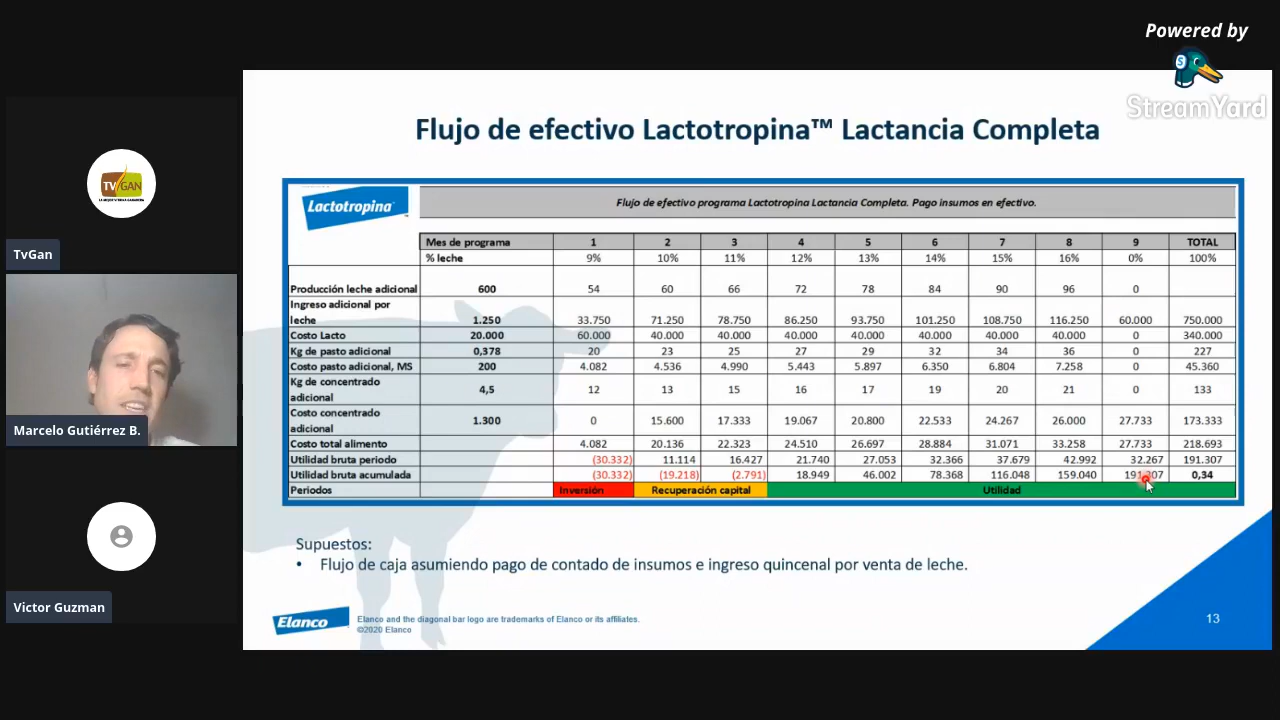 Powered by
StreamYard
TV GAN
TvGan
Marcelo Gutiérrez B.
Victor Guzman
Flujo de efectivo Lactotropina™ Lactancia Completa
Lactotropina
Flujo de efectivo programa Lactotropina Lactancia Completa. Pago insumos en efectivo.
Mes de programa 1 2 3 4 5 6 7 8 9 TOTAL
% leche 9% 10% 11% 12% 13% 14% 15% 16% 0% 100%
Producción leche adicional 600 54 60 66 72 78 84 90 96 0
Ingreso adicional por
leche 1.250 33.750 71.250 78.750 86.250 93.750 101.250 108.750 116.250 60.000 750.000
Costo Lacto 20.000 60.000 40.000 40.000 40.000 40.000 40.000 40.000 40.000 0 340.000
Kg de pasto adicional 0,378 20 23 25 27 29 32 34 36 0 227
Costo pasto adicional, MS 200 4.082 4.536 4.990 5.443 5.897 6.350 6.804 7.258 0 45.360
Kg de concentrado
adicional 4,5 12 13 15 16 17 19 20 21 0 133
Costo concentrado
adicional 1.300 0 15.600 17.333 19.067 20.800 22.533 24.267 26.000 27.733 173.333
Costo total alimento 4.082 20.136 22.323 24.510 26.697 28.884 31.071 33.258 27.733 218.693
Utilidad bruta periodo (30.332) 11.114 16.427 21.740 27.053 32.366 37.679 42.992 32.267 191.307
Utilidad bruta acumulada (30.332) (19.218) (2.791) 18.949 46.002 78.368 116.048 159.040 191.307 0,34
Periodos Inversión Recuperación capital Utilidad
Supuestos:
• Flujo de caja asumiendo pago de contado de insumos e ingreso quincenal por venta de leche.
Elanco
Elanco and the diagonal bar logo are trademarks of Elanco or its affiliates.
©2020 Elanco
13